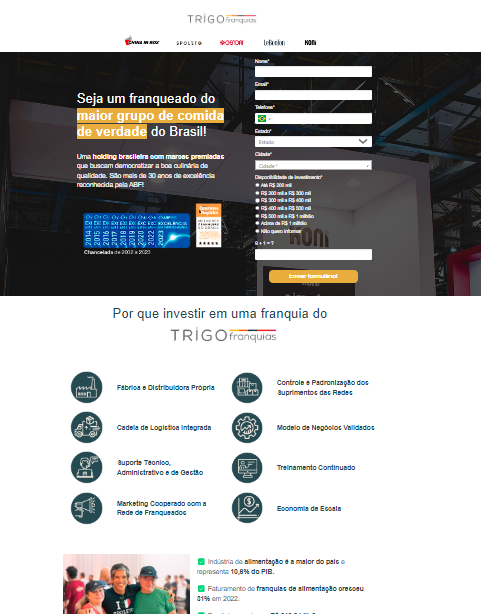 TRIGO franquias
CHINA IN BOX SPOLETO GENDAI LeBonton KONI
Seja um franqueado do
maior grupo de comida
de verdade do Brasil!
Uma holding brasileira com marcas premiadas
que buscam democratizar a boa culinária de
qualidade. São mais de 30 anos de excelência
reconhecida pela ABF!
2014 2015 2016 2017 2018 2019 2020 2021 2022 2023
Chancelada de 2002 a 2023
Nome*
Email*
Telefone*
Estado*
Estado
Cidade*
Cidade *
Disponibilidade de Investimento*
Até R$ 200 mil
R$ 200 mil a R$ 300 mil
R$ 300 mil a R$ 400 mil
R$ 400 mil a R$ 500 mil
R$ 500 mil a R$ 1 milhão
Acima de R$ 1 milhão
Não quero informar
Enviar formulário!
KONI
Por que investir em uma franquia do
TRIGO franquias
Fábrica e Distribuidora Própria
Controle e Padronização dos
Suprimentos das Redes
Cadeia de Logística Integrada
Modelo de Negócios Validados
Suporte Técnico,
Administrativo e de Gestão
Treinamento Continuado
Marketing Cooperado com a
Rede de Franqueados
Economia de Escala
Indústria de alimentação é a maior do país e
representa 10,6% do PIB.
Faturamento de franquias de alimentação cresceu
31% em 2022.